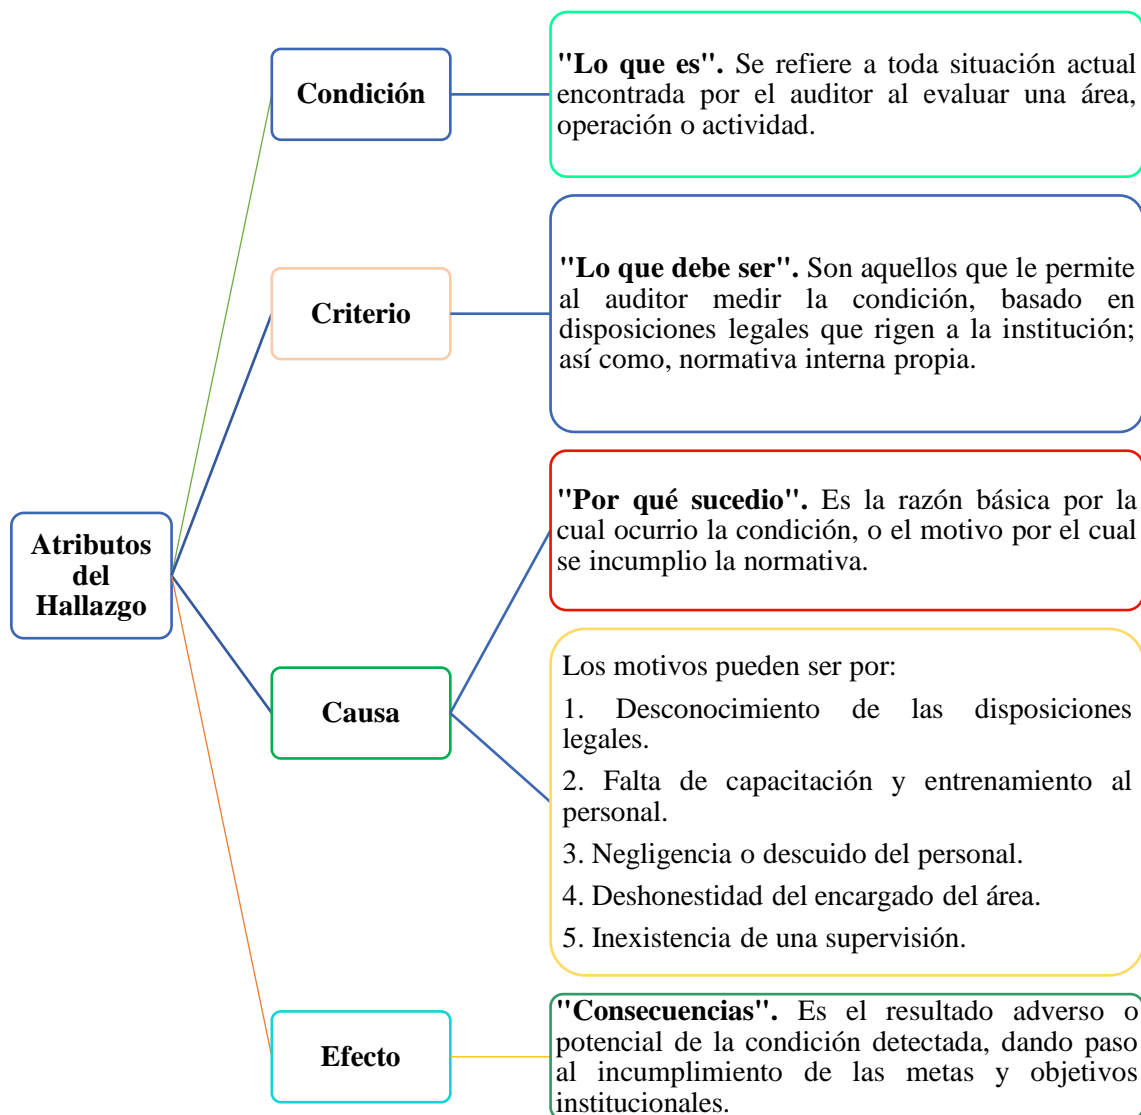 Atributos
del
Hallazgo
Condición
"Lo que es". Se refiere a toda situación actual
encontrada por el auditor al evaluar una área,
operación o actividad.
Criterio
"Lo que debe ser". Son aquellos que le permite
al auditor medir la condición, basado en
disposiciones legales que rigen a la institución;
así como, normativa interna propia.
Causa
"Por qué sucedio". Es la razón básica por la
cual ocurrio la condición, o el motivo por el cual
se incumplio la normativa.
Los motivos pueden ser por:
1. Desconocimiento de las disposiciones
legales.
2. Falta de capacitación y entrenamiento al
personal.
3. Negligencia o descuido del personal.
4. Deshonestidad del encargado del área.
5. Inexistencia de una supervisión.
Efecto
"Consecuencias". Es el resultado adverso o
potencial de la condición detectada, dando paso
al incumplimiento de las metas y objetivos
institucionales.